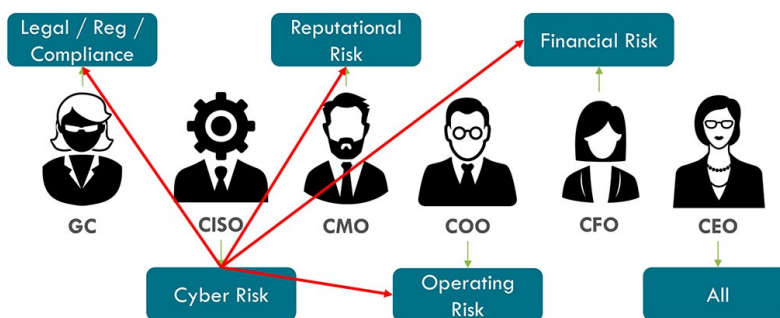 Legal / Reg /
Compliance
Reputational
Risk
Financial Risk
GC
CISO
CMO
COO
CFO
CEO
Cyber Risk
Operating
Risk
All